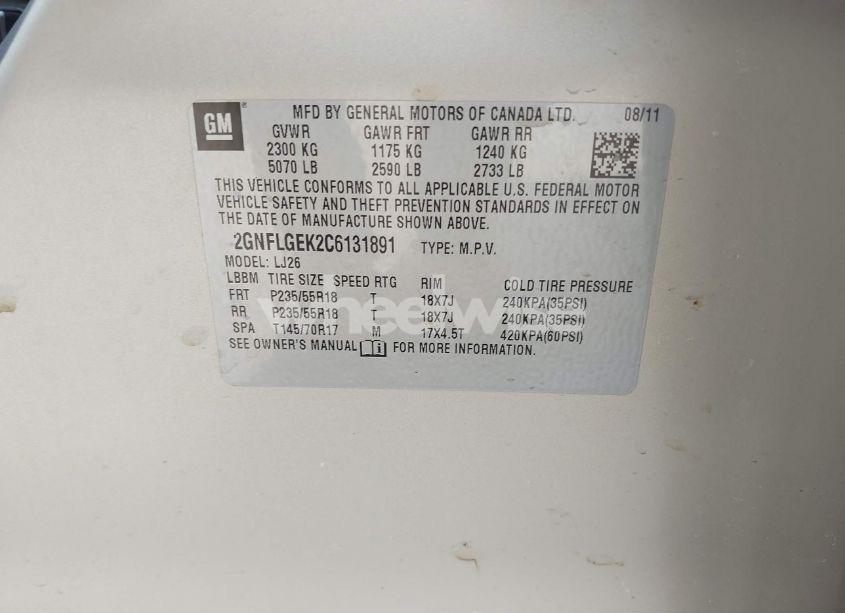 GM
MFD BY GENERAL MOTORS OF CANADA LTD. 08/11
GVWR GAWR FRT GAWR RR
2300 KG 1175 KG 1240 KG
5070 LB 2590 LB 2733 LB
THIS VEHICLE CONFORMS TO ALL APPLICABLE U.S. FEDERAL MOTOR
VEHICLE SAFETY AND THEFT PREVENTION STANDARDS IN EFFECT ON
THE DATE OF MANUFACTURE SHOWN ABOVE.
2GNFLGEK2C6131891 TYPE: M.P.V.
MODEL: LJ26
LBBM TIRE SIZE SPEED RTG RIM COLD TIRE PRESSURE
FRT P235/55R18 T 18X7J 240KPA(35PSI)
RR P235/55R18 T 18X7J 240KPA(35PSI)
SPA T145/70R17 M 17X4.5T 420KPA(60PSI)
SEE OWNER'S MANUAL FOR MORE INFORMATION.